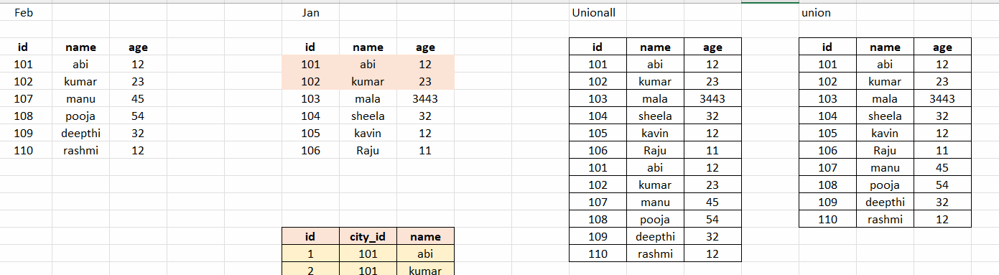 Feb Jan Unionall union
id name age id name age id name age id name age
101 abi 12 101 abi 12 101 abi 12 101 abi 12
102 kumar 23 102 kumar 23 102 kumar 23 102 kumar 23
107 manu 45 103 mala 3443 103 mala 3443 103 mala 3443
108 pooja 54 104 sheela 32 104 sheela 32 104 sheela 32
109 deepthi 32 105 kavin 12 105 kavin 12 105 kavin 12
110 rashmi 12 106 Raju 11 106 Raju 11 106 Raju 11
101 abi 12 107 manu 45
102 kumar 23 108 pooja 54
107 manu 45 109 deepthi 32
108 pooja 54 110 rashmi 12
id city_id name 109 deepthi 32
1 101 abi 110 rashmi 12
2 101 kumar